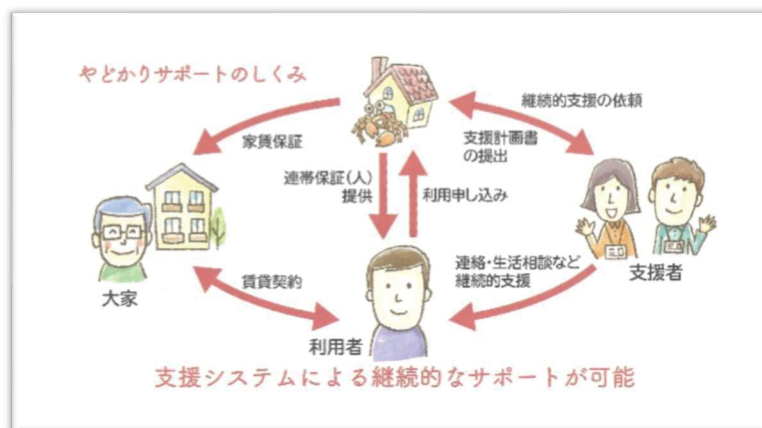 やどかりサポートのしくみ
継続的支援の依頼
家賃保証
支援計画書
の提出
連帯保証(人)
提供
利用申し込み
大家
賃貸契約
連絡・生活相談など
継続的支援
支援者
利用者
支援システムによる継続的なサポートが可能